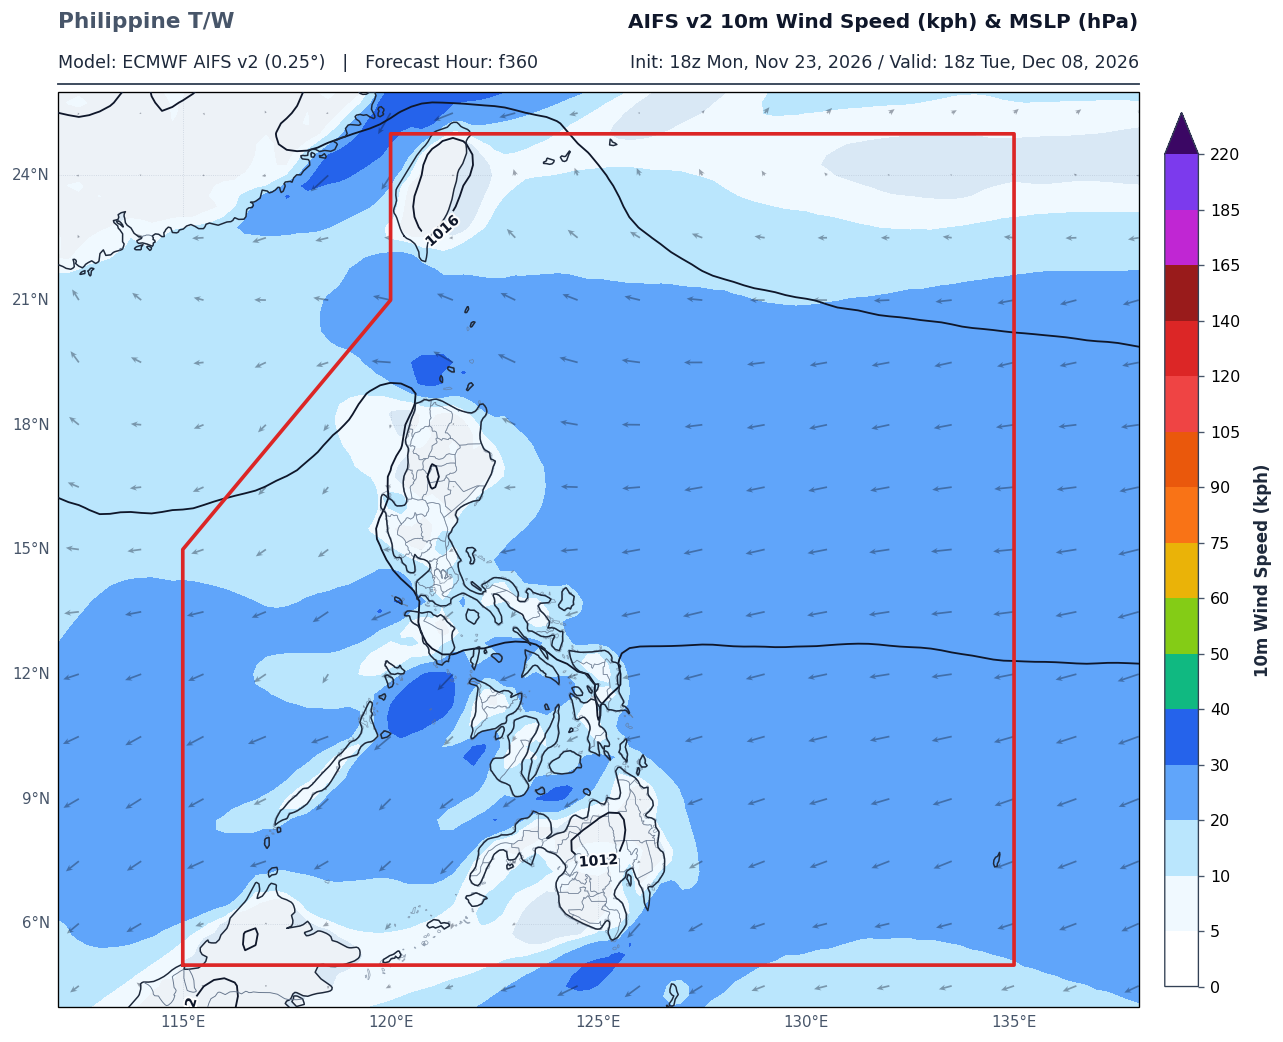 Philippine T/W
AIFS v2 10m Wind Speed (kph) & MSLP (hPa)
Model: ECMWF AIFS v2 (0.25°) | Forecast Hour: f360
Init: 18z Mon, Nov 23, 2026 / Valid: 18z Tue, Dec 08, 2026
24°N
21°N
18°N
15°N
12°N
9°N
6°N
115°E
120°E
125°E
130°E
135°E
1016
1012
2
220
185
165
140
120
105
90
75
60
50
40
30
20
10
5
0
10m Wind Speed (kph)